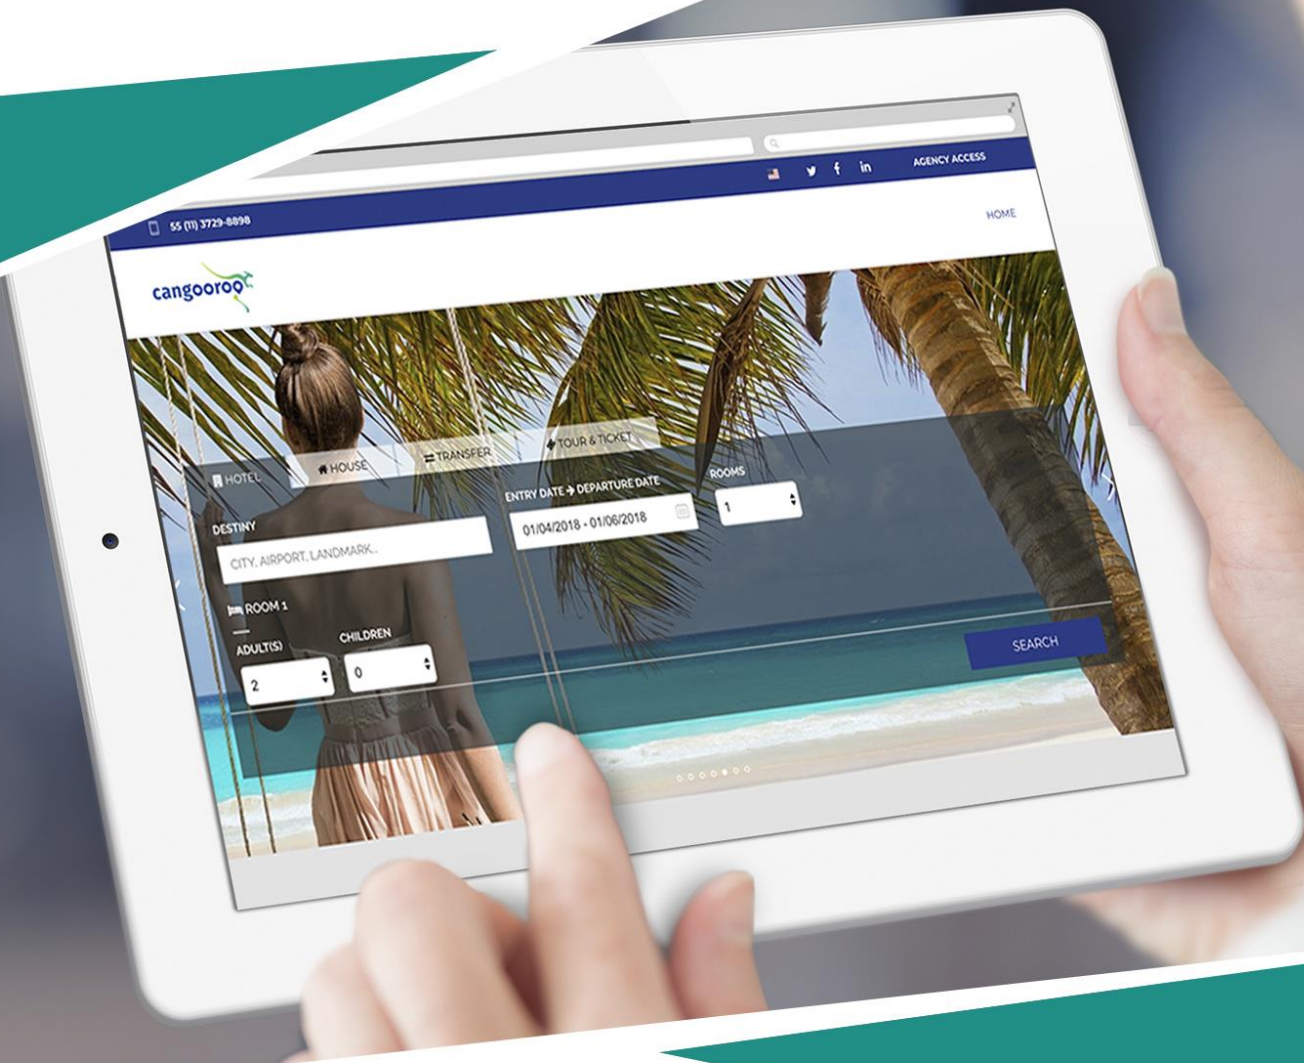 55 (11) 3729-8898
AGENCY ACCESS
cangooroo
HOME
HOTEL
HOUSE
TRANSFER
TOUR & TICKET
DESTINY
ENTRY DATE → DEPARTURE DATE
ROOMS
CITY, AIRPORT, LANDMARK...
01/04/2018 - 01/06/2018
1
ROOM 1
ADULT(S)
CHILDREN
2
0
SEARCH